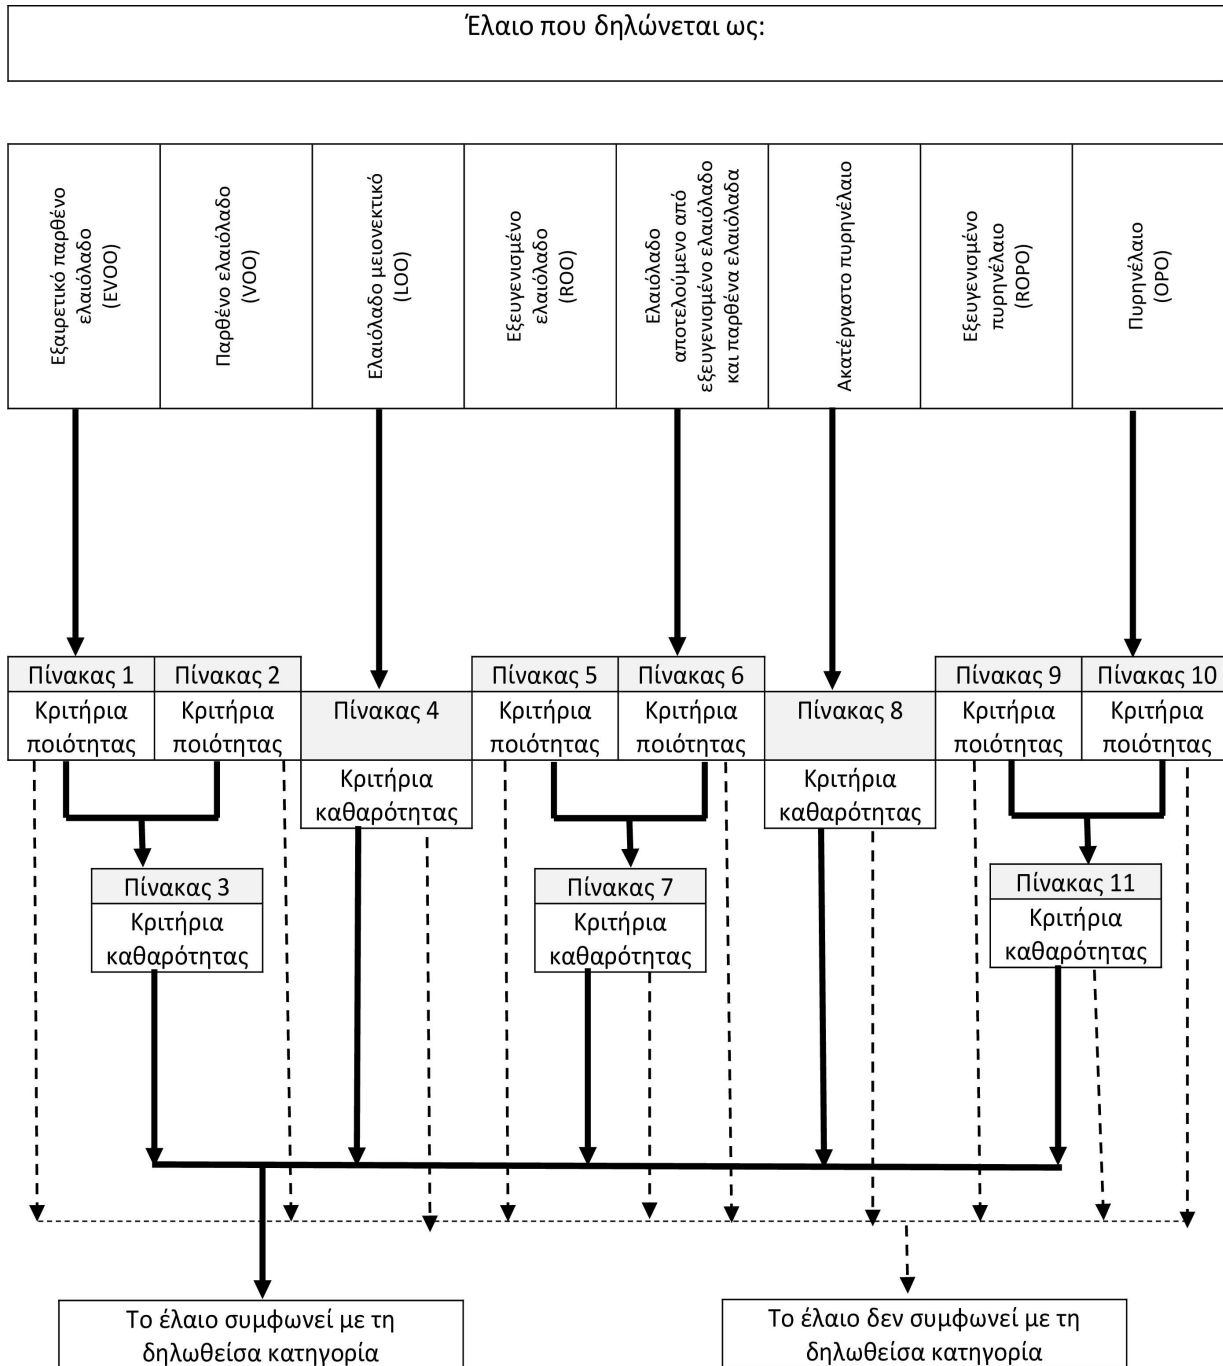 Έλαιο που δηλώνεται ως:
Εξαιρετικό παρθένο
ελαιόλαδο
(EVOO)
Παρθένο ελαιόλαδο
(VOO)
Ελαιόλαδο μειονεκτικό
(LOO)
Εξευγενισμένο
ελαιόλαδο
(ROO)
Ελαιόλαδο
αποτελούμενο από
εξευγενισμένο ελαιόλαδο
και παρθένα ελαιόλαδα
Ακατέργαστο πυρηνέλαιο
Εξευγενισμένο
πυρηνέλαιο
(ROPO)
Πυρηνέλαιο
(OPO)
Πίνακας 1
Κριτήρια
ποιότητας
Πίνακας 2
Κριτήρια
ποιότητας
Πίνακας 4
Κριτήρια
καθαρότητας
Πίνακας 5
Κριτήρια
ποιότητας
Πίνακας 6
Κριτήρια
ποιότητας
Πίνακας 8
Κριτήρια
καθαρότητας
Πίνακας 9
Κριτήρια
ποιότητας
Πίνακας 10
Κριτήρια
ποιότητας
Πίνακας 3
Κριτήρια
καθαρότητας
Πίνακας 7
Κριτήρια
καθαρότητας
Πίνακας 11
Κριτήρια
καθαρότητας
Το έλαιο συμφωνεί με τη
δηλωθείσα κατηγορία
Το έλαιο δεν συμφωνεί με τη
δηλωθείσα κατηγορία